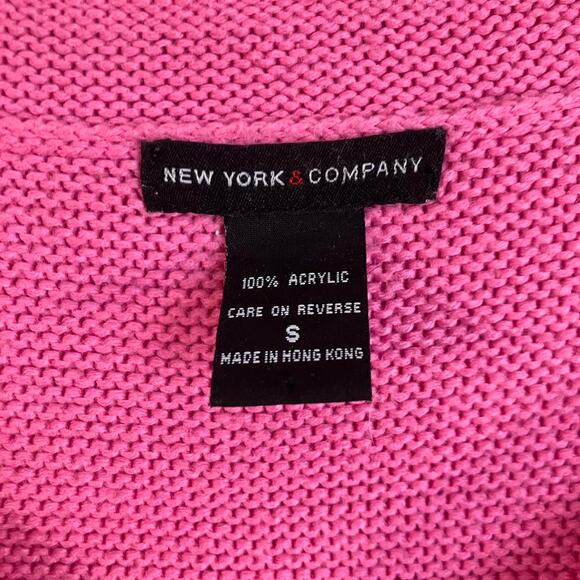 NEW YORK & COMPANY
100% ACRYLIC
CARE ON REVERSE
S
MADE IN HONG KONG